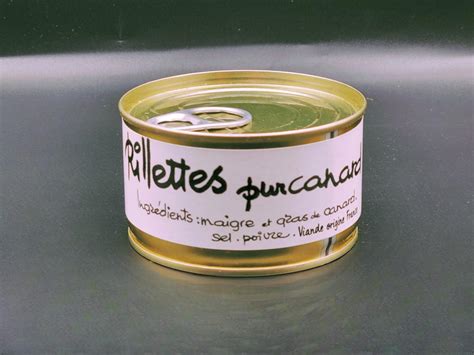 Rillettes pur canard
Ingrédients : maigre et gras de canard.
sel. poivre. Viande origine France